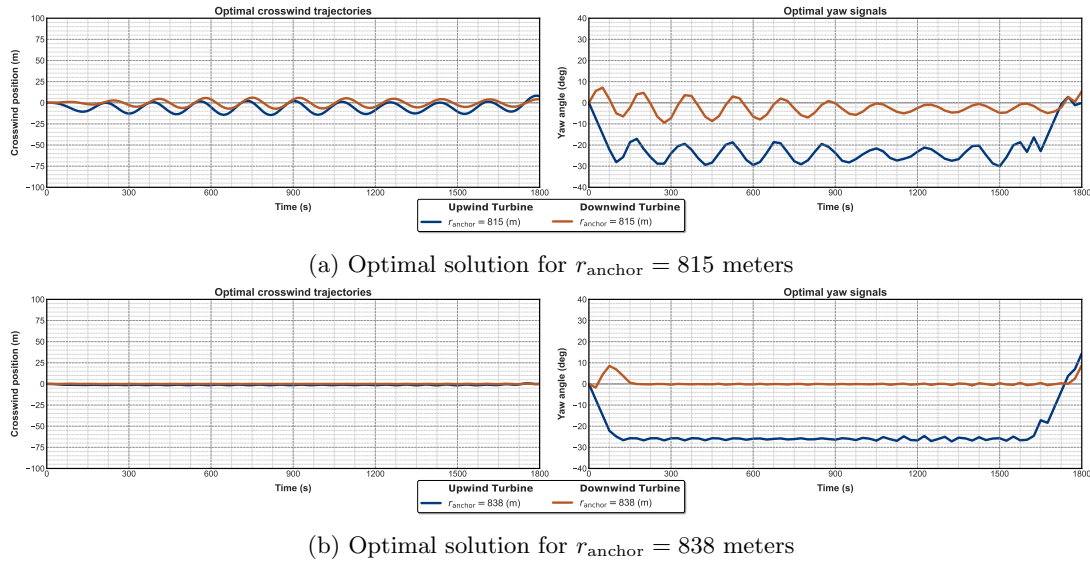 Optimal crosswind trajectories
Crosswind position (m)
100
75
50
25
0
−25
−50
−75
−100
0 300 600 900 1200 1500 1800
Time (s)
Optimal yaw signals
Yaw angle (deg)
40
30
20
10
0
−10
−20
−30
−40
0 300 600 900 1200 1500 1800
Time (s)
Upwind Turbine Downwind Turbine
r_anchor = 815 (m) r_anchor = 815 (m)
(a) Optimal solution for r_anchor = 815 meters
Optimal crosswind trajectories
Crosswind position (m)
100
75
50
25
0
−25
−50
−75
−100
0 300 600 900 1200 1500 1800
Time (s)
Optimal yaw signals
Yaw angle (deg)
40
30
20
10
0
−10
−20
−30
−40
0 300 600 900 1200 1500 1800
Time (s)
Upwind Turbine Downwind Turbine
r_anchor = 838 (m) r_anchor = 838 (m)
(b) Optimal solution for r_anchor = 838 meters